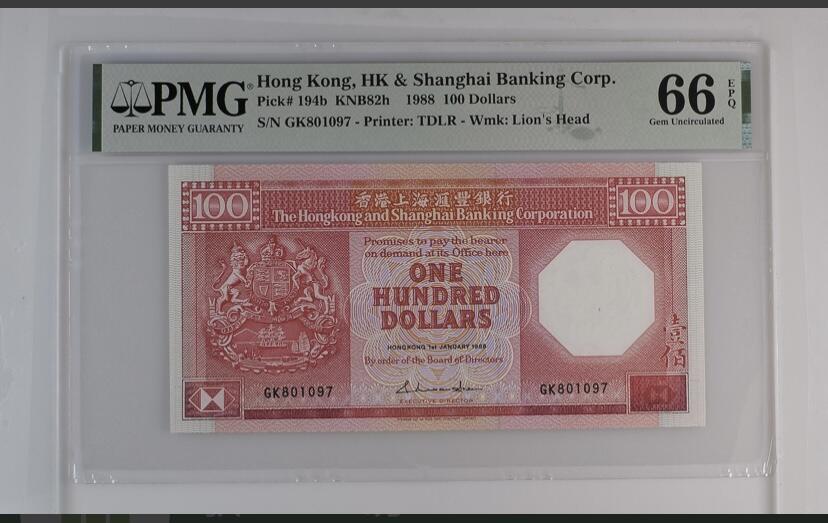 PMG
PAPER MONEY GUARANTY
Hong Kong, HK & Shanghai Banking Corp.
Pick# 194b KNB82h 1988 100 Dollars
S/N GK801097 - Printer: TDLR - Wmk: Lion's Head
66 EPQ
Gem Uncirculated
100
香港上海滙豐銀行
100
The Hongkong and Shanghai Banking Corporation
Promises to pay the bearer
on demand at its Office here
ONE
HUNDRED
DOLLARS
HONGKONG 1st JANUARY 1988
By order of the Board of Directors
壹佰
GK801097
GK801097
EXECUTIVE DIRECTOR